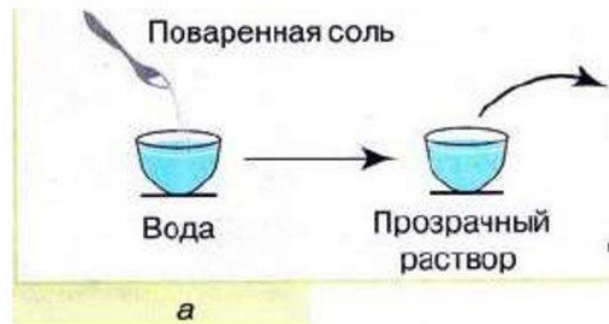 Поваренная соль
Вода
Прозрачный
раствор
а